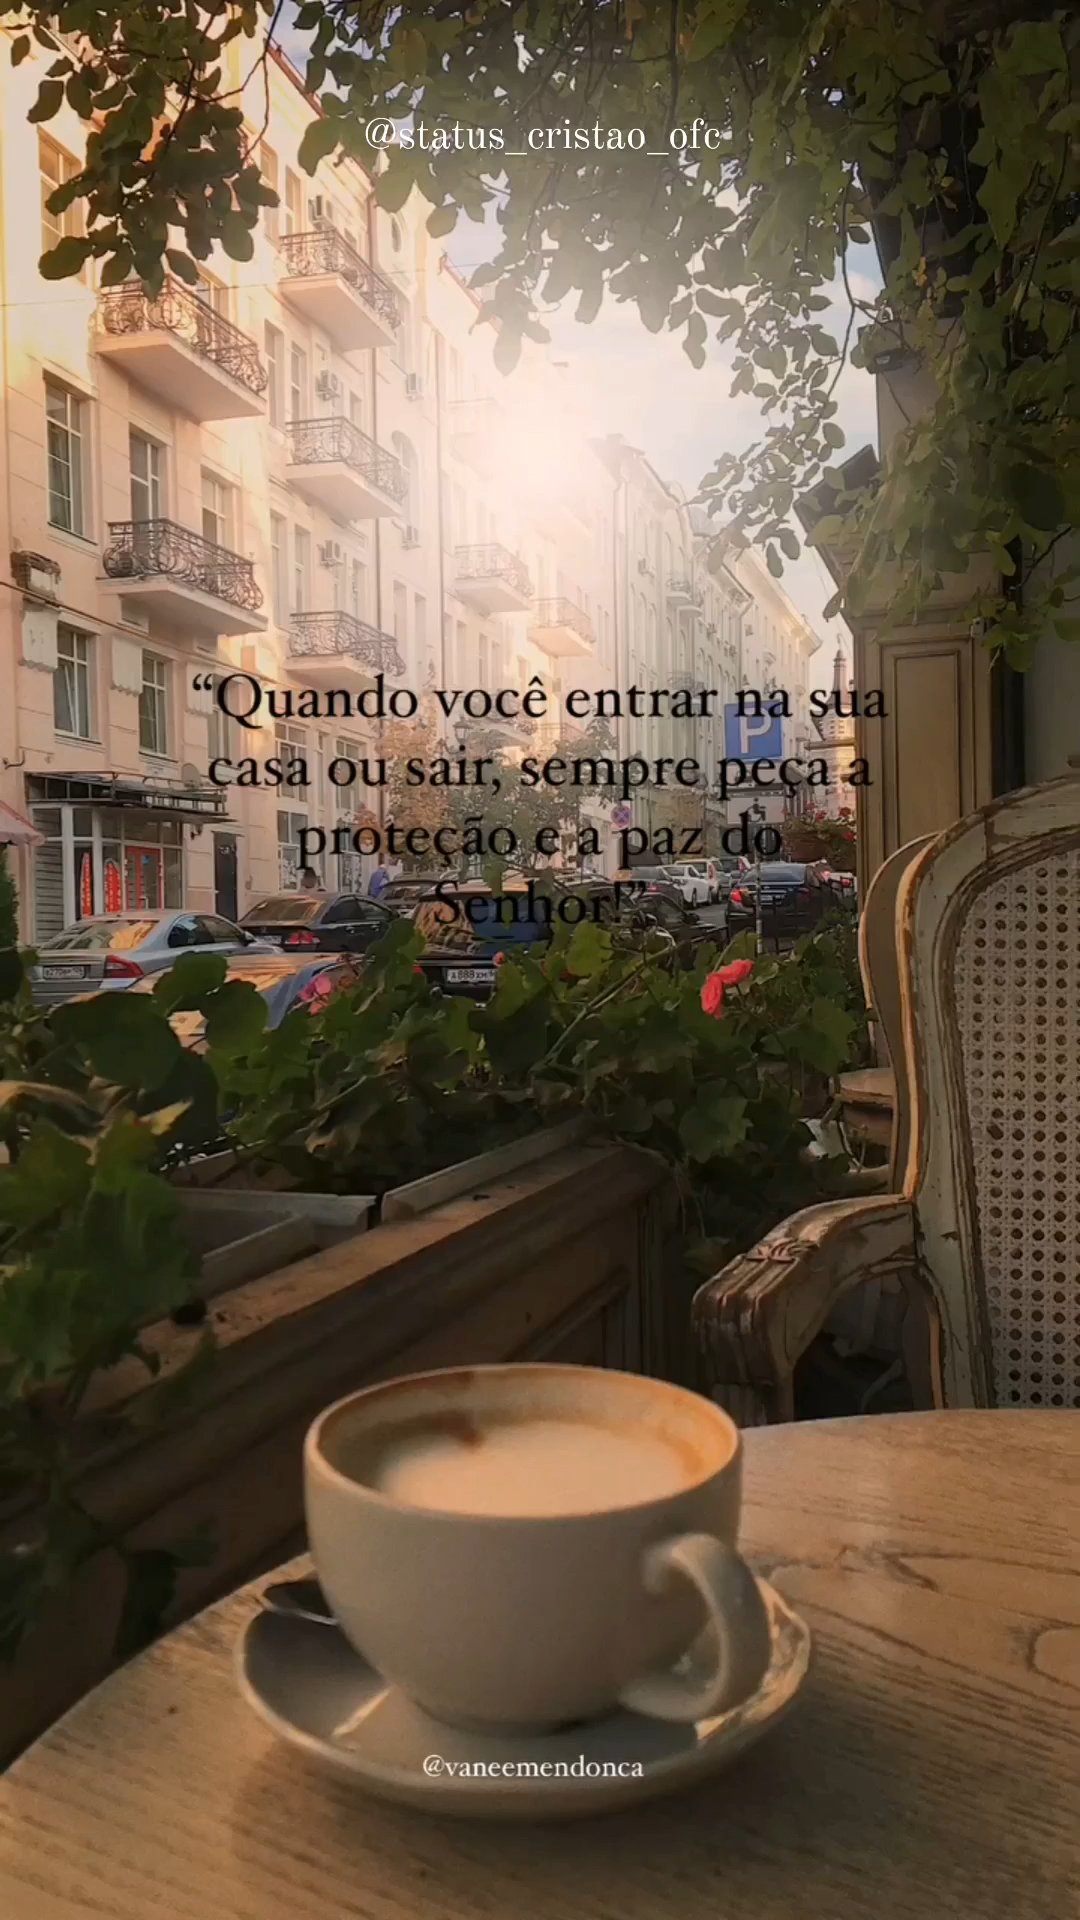 @status_cristao_ofc
“Quando você entrar na sua
casa ou sair, sempre peça a
proteção e a paz do
Senhor!”
P
@vaneemendonca